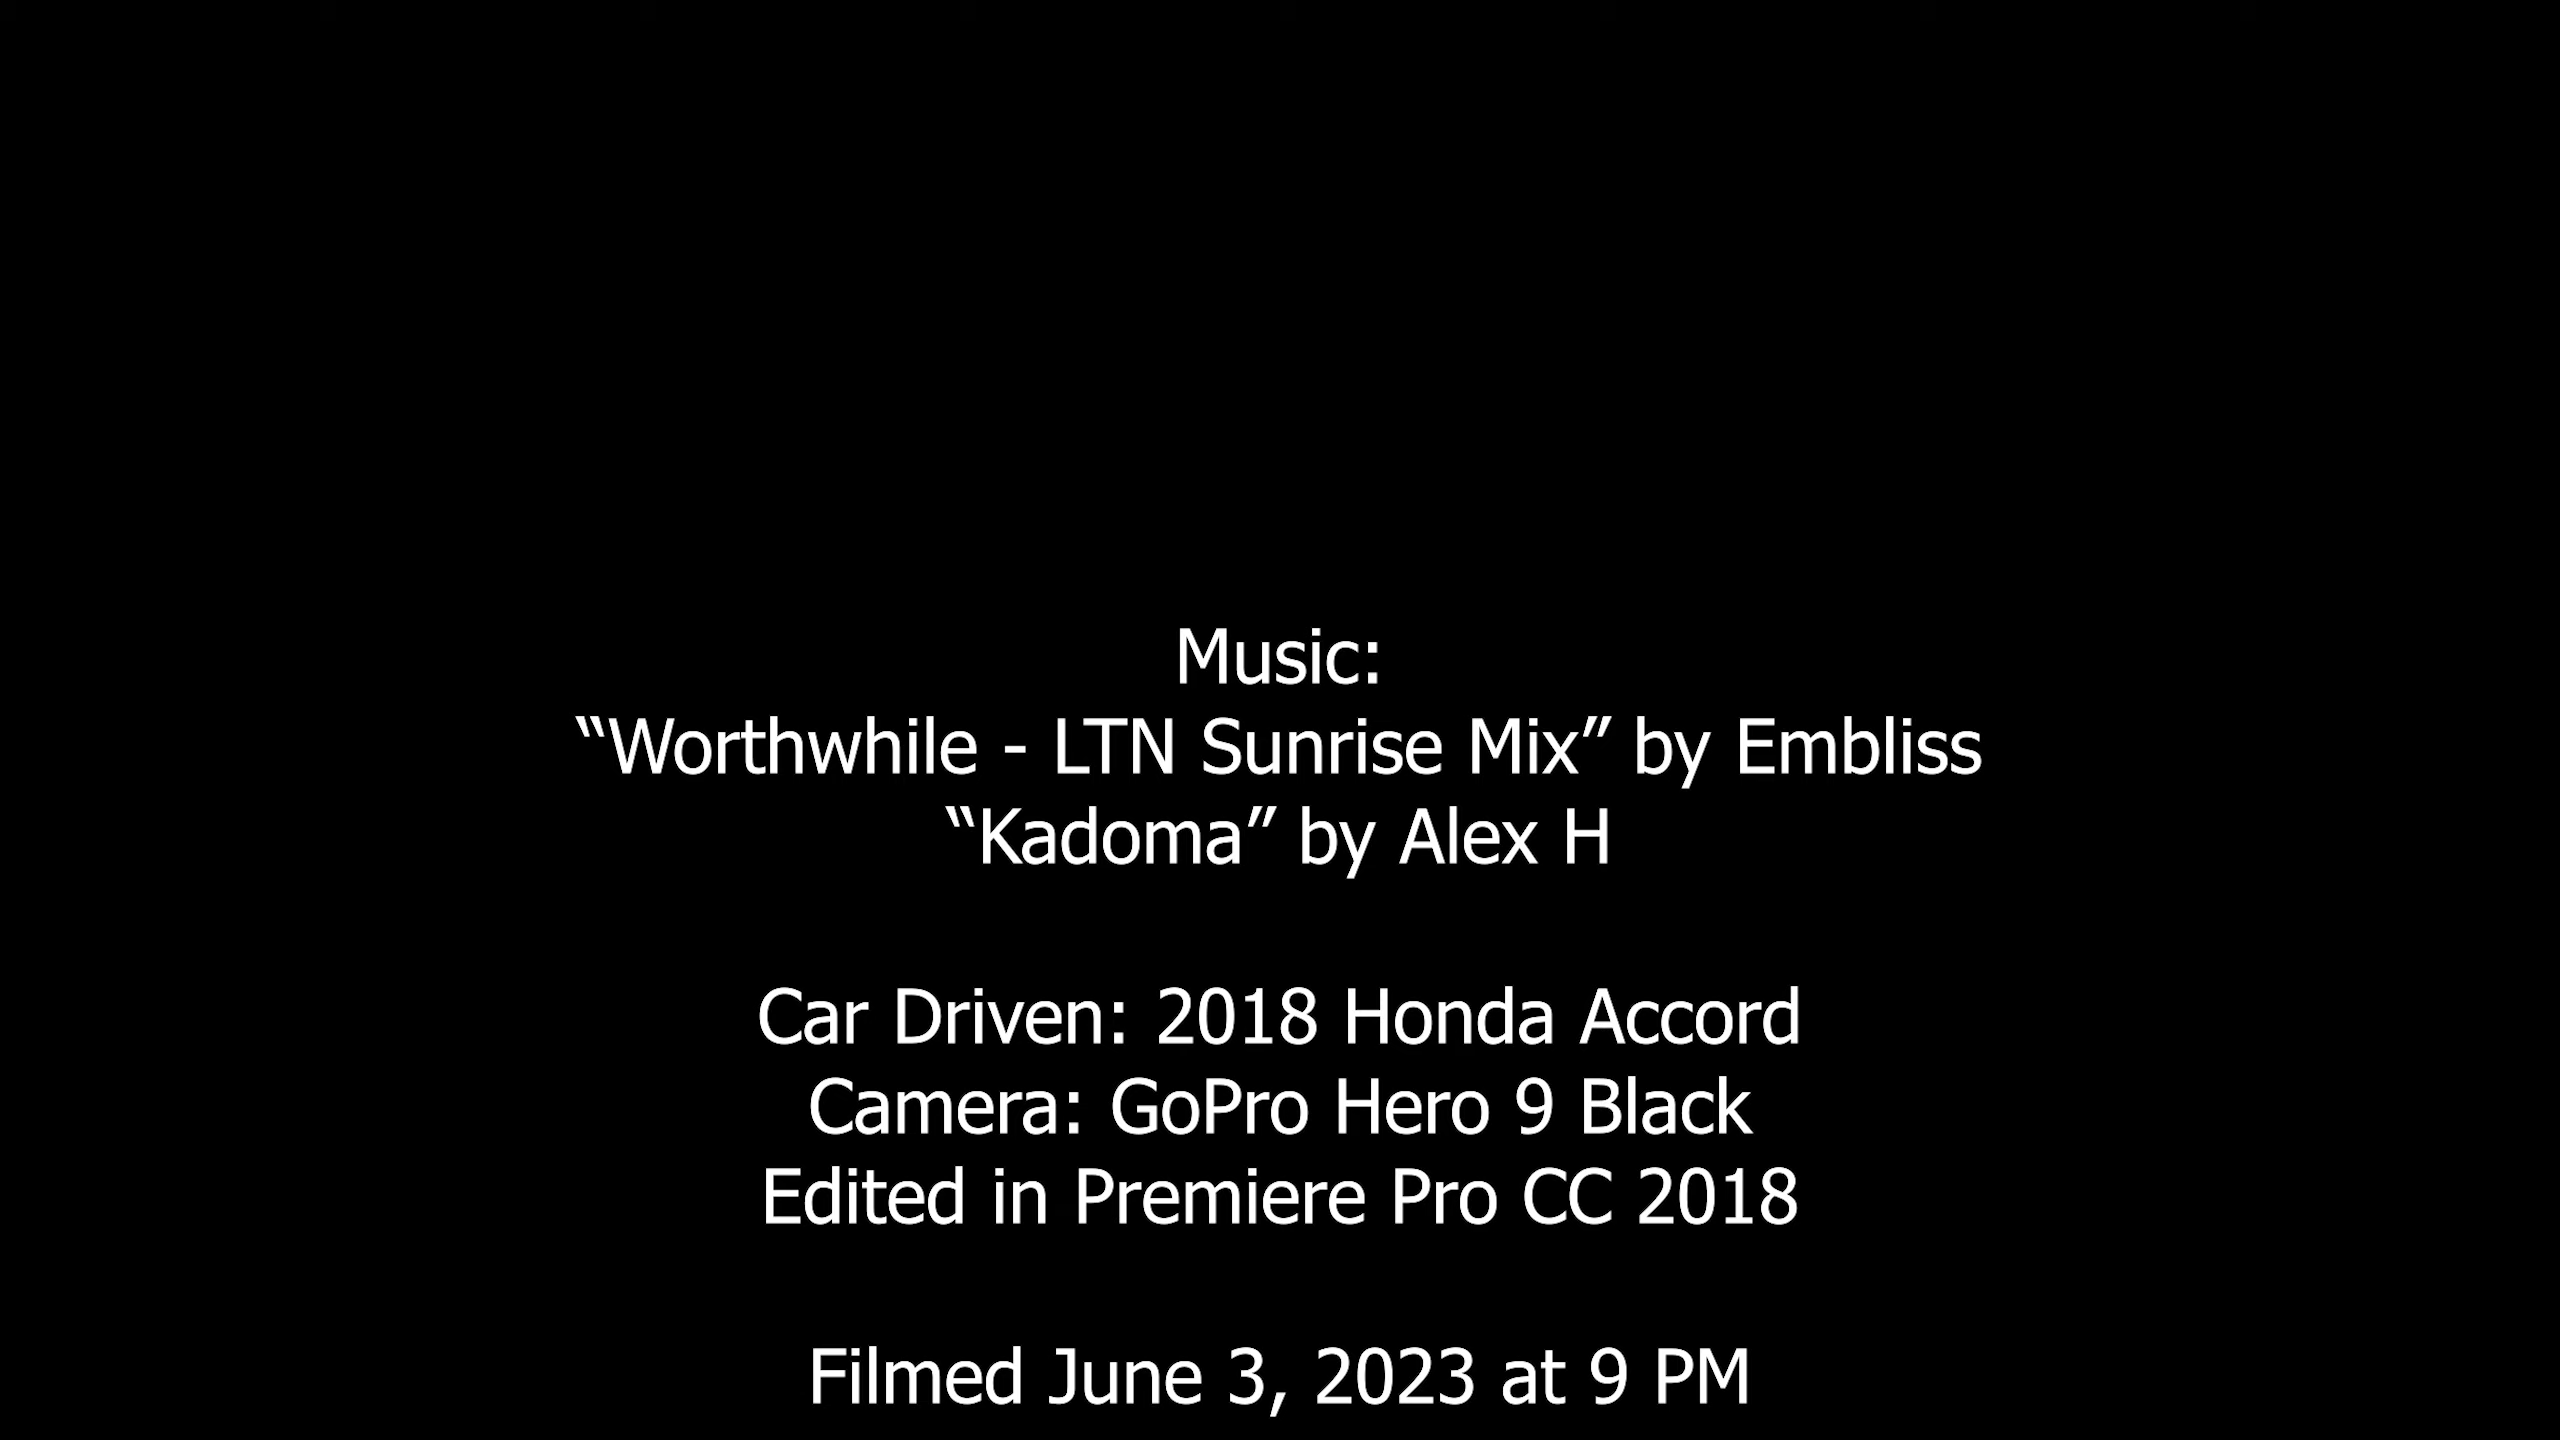 Music:
“Worthwhile - LTN Sunrise Mix” by Embliss
“Kadoma” by Alex H
Car Driven: 2018 Honda Accord
Camera: GoPro Hero 9 Black
Edited in Premiere Pro CC 2018
Filmed June 3, 2023 at 9 PM